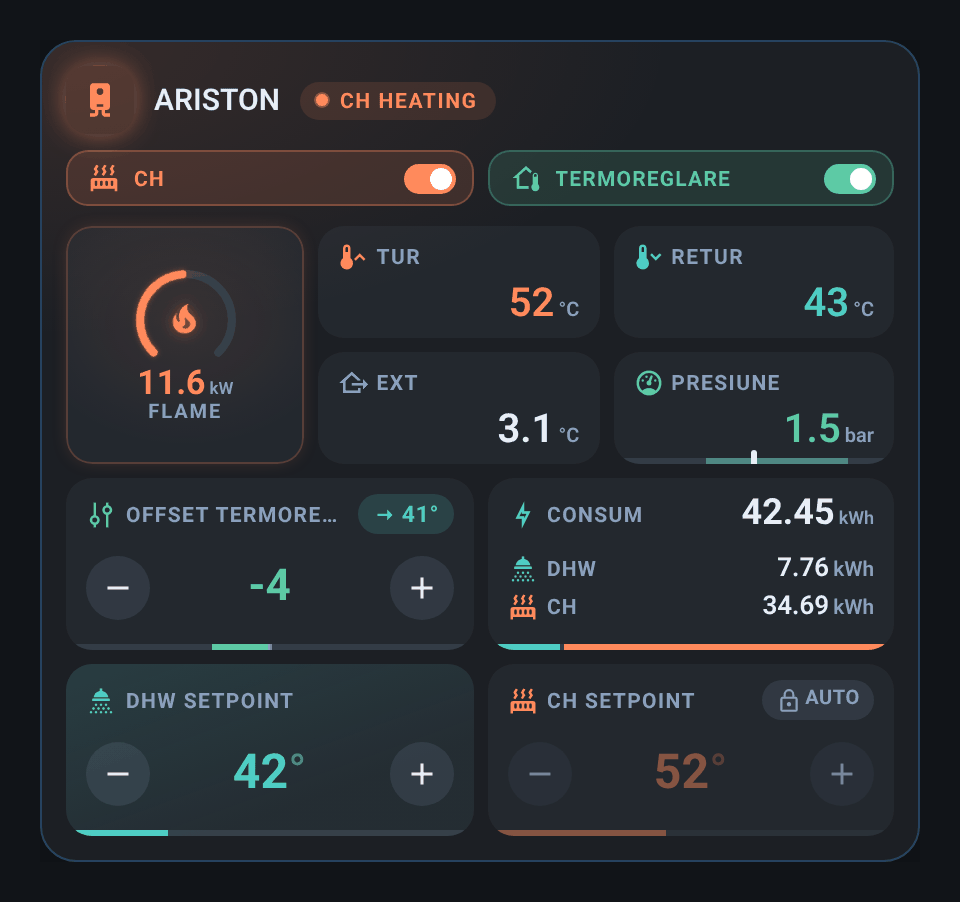 ARISTON
CH HEATING
CH
TERMOREGLARE
11.6 kW
FLAME
TUR
52 °C
RETUR
43 °C
EXT
3.1 °C
PRESIUNE
1.5 bar
OFFSET TERMORE...
→ 41°
− -4 +
CONSUM
42.45 kWh
DHW
7.76 kWh
CH
34.69 kWh
DHW SETPOINT
− 42° +
CH SETPOINT
AUTO
− 52° +